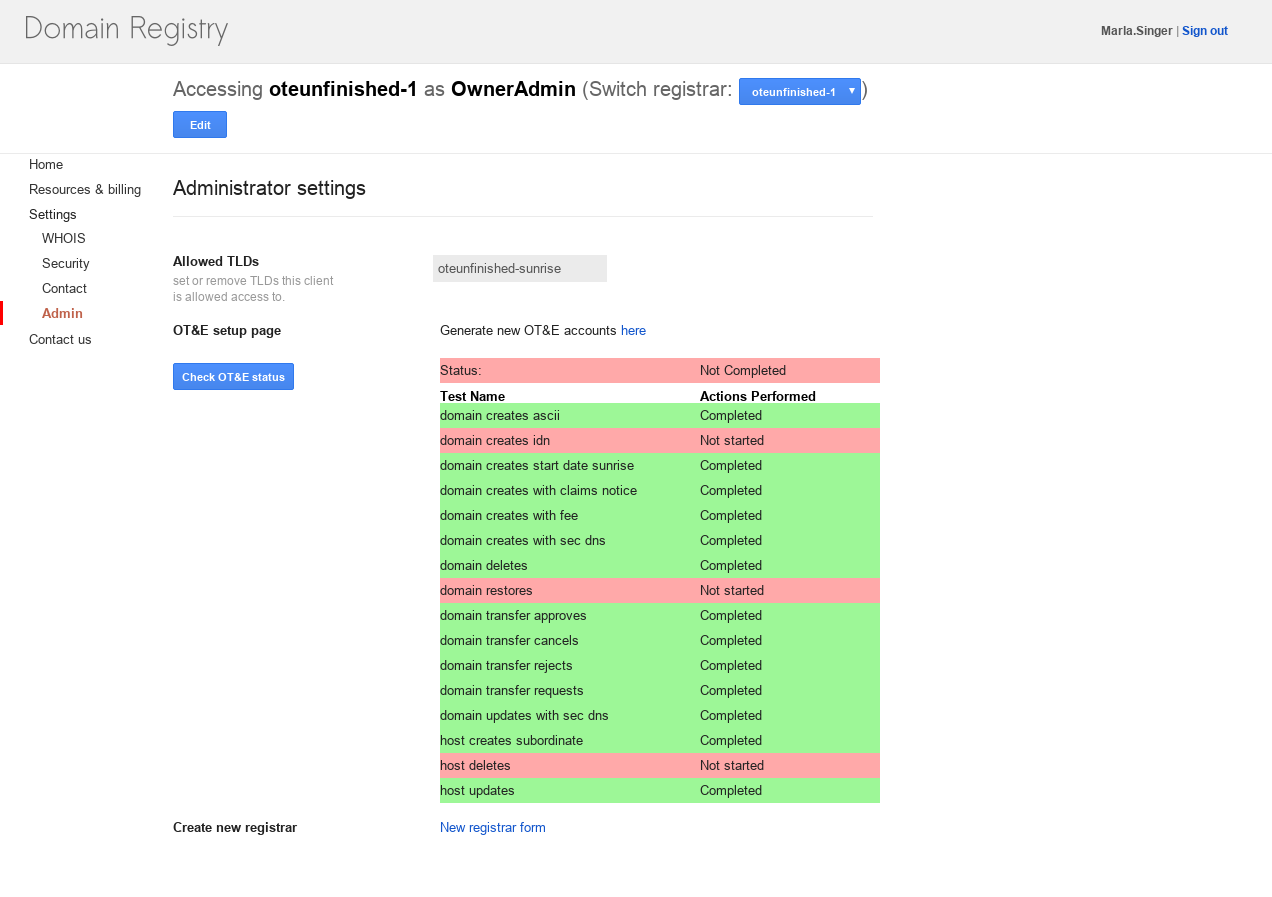 Domain Registry
Marla.Singer | Sign out
Accessing oteunfinished-1 as OwnerAdmin (Switch registrar: oteunfinished-1 ▼)
Edit
Home
Resources & billing
Settings
WHOIS
Security
Contact
Admin
Contact us
Administrator settings
Allowed TLDs
set or remove TLDs this client
is allowed access to.
oteunfinished-sunrise
OT&E setup page
Generate new OT&E accounts here
Check OT&E status
Status: Not Completed
Test Name Actions Performed
domain creates ascii Completed
domain creates idn Not started
domain creates start date sunrise Completed
domain creates with claims notice Completed
domain creates with fee Completed
domain creates with sec dns Completed
domain deletes Completed
domain restores Not started
domain transfer approves Completed
domain transfer cancels Completed
domain transfer rejects Completed
domain transfer requests Completed
domain updates with sec dns Completed
host creates subordinate Completed
host deletes Not started
host updates Completed
Create new registrar
New registrar form